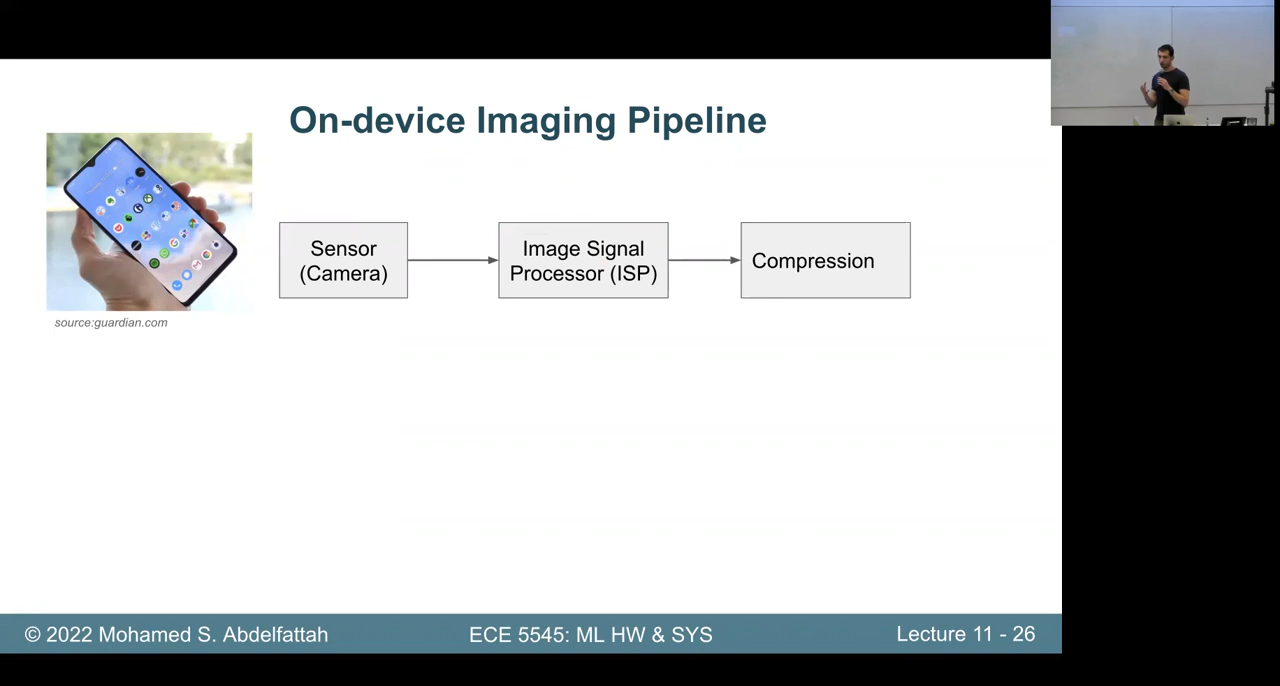 On-device Imaging Pipeline
Sensor
(Camera)
Image Signal
Processor (ISP)
Compression
source:guardian.com
© 2022 Mohamed S. Abdelfattah
ECE 5545: ML HW & SYS
Lecture 11 - 26